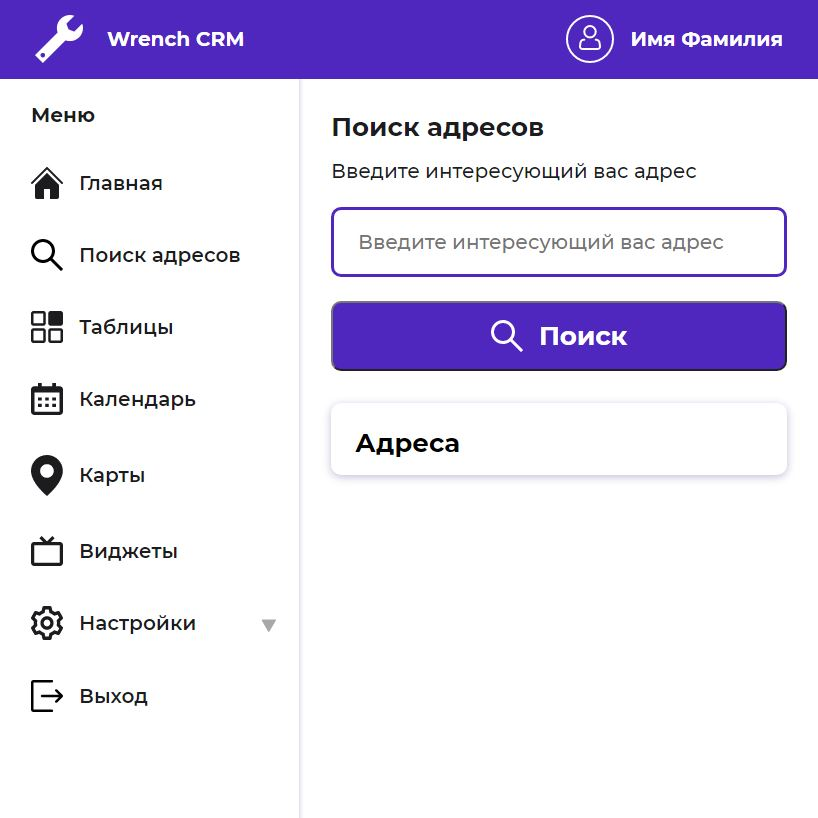 Wrench CRM
Имя Фамилия
Меню
Главная
Поиск адресов
Таблицы
Календарь
Карты
Виджеты
Настройки
Выход
Поиск адресов
Введите интересующий вас адрес
Введите интересующий вас адрес
Поиск
Адреса